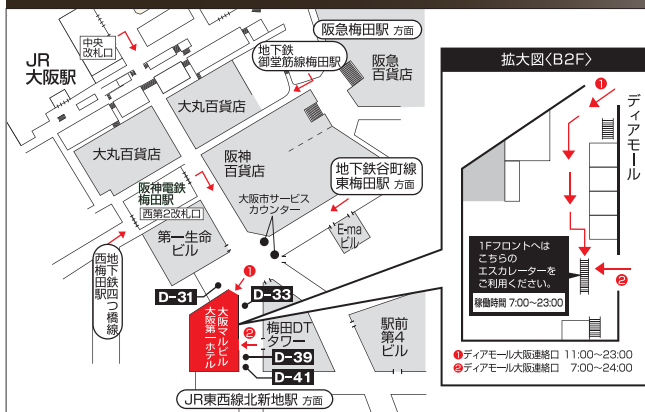 阪急梅田駅 方面
中央
改札口
JR
大阪駅
地下鉄
御堂筋線梅田駅
阪急
百貨店
大丸百貨店
大丸百貨店
阪神
百貨店
阪神電鉄
梅田駅
西第2改札口
地下鉄谷町線
東梅田駅 方面
大阪市サービス
カウンター
第一生命
ビル
E-ma
ビル
地下鉄四つ橋線
西梅田駅
❶
D-31
D-33
大阪マルビル
大阪第一ホテル
❷
梅田DT
タワー
駅前
第4
ビル
D-39
D-41
JR東西線北新地駅 方面
拡大図〈B2F〉
❶
ディアモール
1Fフロントへは
こちらの
エスカレーターを
ご利用ください。
稼働時間 7:00〜23:00
❷
❶ディアモール大阪連絡口 11:00〜23:00
❷ディアモール大阪連絡口 7:00〜24:00